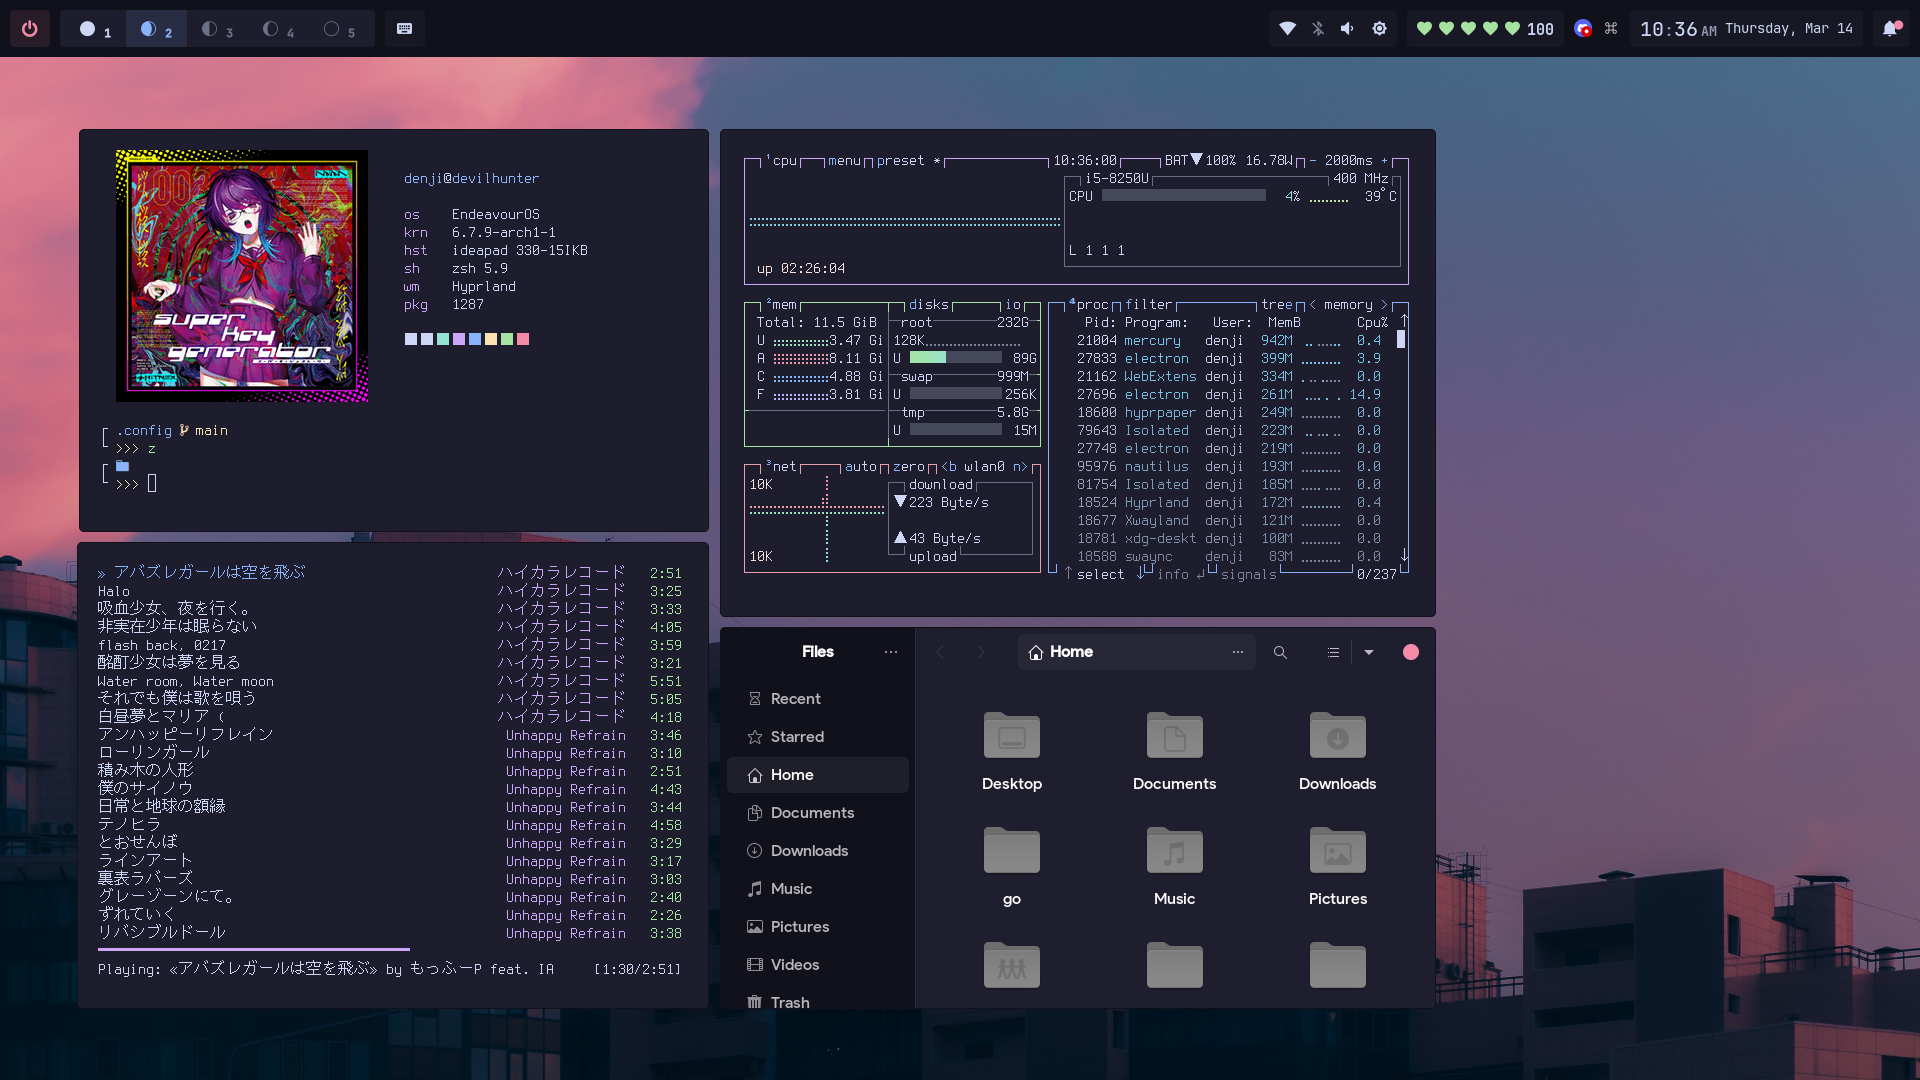 1 2 3 4 5
100
10:36 AM Thursday, Mar 14
super
key
generator
denji@devilhunter
os EndeavourOS
krn 6.7.9-arch1-1
hst ideapad 330-15IKB
sh zsh 5.9
wm Hyprland
pkg 1287
.config main
>>> z
>>>
¹cpu menu preset * 10:36:00 BAT▼100% 16.78W - 2000ms +
i5-8250U 400 MHz
CPU 4% 39°C
L 1 1 1
up 02:26:04
²mem disks io
Total: 11.5 GiB root 232G
U 3.47 Gi 128K
A 8.11 Gi U 89G
C 4.88 Gi swap 999M
F 3.81 Gi U 256K
tmp 5.8G
U 15M
³net auto zero <b wlan0 n>
10K download
▼223 Byte/s
▲43 Byte/s
10K upload
⁴proc filter tree < memory >
Pid: Program: User: MemB Cpu% ↑
21004 mercury denji 942M 0.4
27833 electron denji 399M 3.9
21162 WebExtens denji 334M 0.0
27696 electron denji 261M 14.9
18600 hyprpaper denji 249M 0.0
79643 Isolated denji 223M 0.0
27748 electron denji 219M 0.0
95976 nautilus denji 193M 0.0
81754 Isolated denji 185M 0.0
18524 Hyprland denji 172M 0.4
18677 Xwayland denji 121M 0.0
18781 xdg-deskt denji 100M 0.0
18588 swaync denji 83M 0.0 ↓
↑ select ↓ info ↲ signals 0/237
» アバズレガールは空を飛ぶ ハイカラレコード 2:51
Halo ハイカラレコード 3:25
吸血少女、夜を行く。 ハイカラレコード 3:33
非実在少年は眠らない ハイカラレコード 4:05
flash back, 0217 ハイカラレコード 3:59
酩酊少女は夢を見る ハイカラレコード 3:21
Water room, Water moon ハイカラレコード 5:51
それでも僕は歌を唄う ハイカラレコード 5:05
白昼夢とマリア ( ハイカラレコード 4:18
アンハッピーリフレイン Unhappy Refrain 3:46
ローリンガール Unhappy Refrain 3:10
積み木の人形 Unhappy Refrain 2:51
僕のサイノウ Unhappy Refrain 4:43
日常と地球の額縁 Unhappy Refrain 3:44
テノヒラ Unhappy Refrain 4:58
とおせんぼ Unhappy Refrain 3:29
ラインアート Unhappy Refrain 3:17
裏表ラバーズ Unhappy Refrain 3:03
グレーゾーンにて。 Unhappy Refrain 2:40
ずれていく Unhappy Refrain 2:26
リバシブルドール Unhappy Refrain 3:38
Playing: «アバズレガールは空を飛ぶ» by もっふーP feat. IA [1:30/2:51]
Files
Home
Recent
Starred
Home
Documents
Downloads
Music
Pictures
Videos
Trash
Desktop Documents Downloads
go Music Pictures